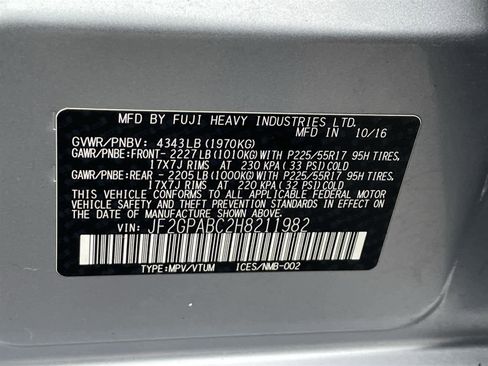 MFD BY FUJI HEAVY INDUSTRIES LTD.
MFD IN 10/16
GVWR/PNBV: 4343LB(1970KG)
GAWR/PNBE:FRONT- 2227LB(1010KG)WITH P225/55R17 95H TIRES,
17X7J RIMS AT 230 KPA(33 PSI)COLD
GAWR/PNBE:REAR - 2205LB(1000KG)WITH P225/55R17 95H TIRES,
17X7J RIMS AT 220 KPA(32 PSI)COLD
THIS VEHICLE CONFORMS TO ALL APPLICABLE FEDERAL MOTOR
VEHICLE SAFETY, BUMPER, AND THEFT PREVENTION STANDARDS
IN EFFECT ON THE DATE OF MANUFACTURE SHOWN ABOVE.
VIN: JF2GPABC2H8211982
TYPE:MPV/VTUM ICES/NMB-002